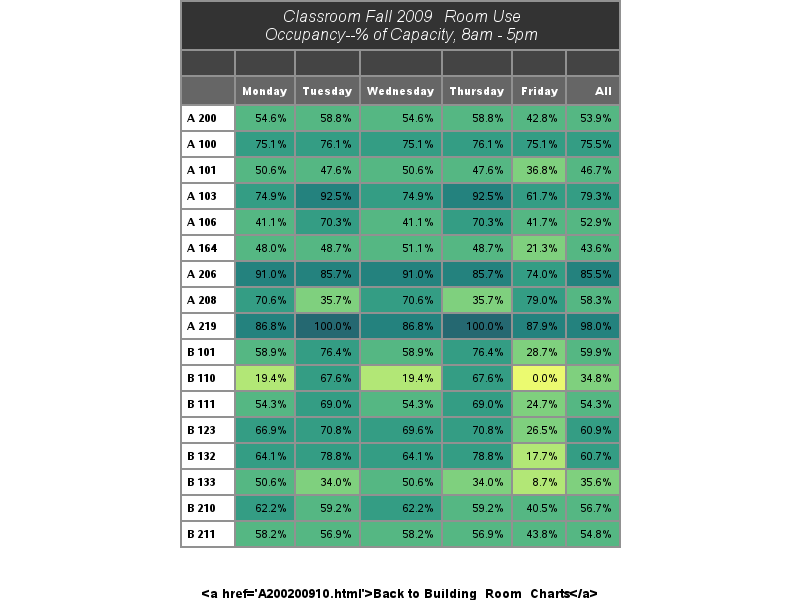 Classroom Fall 2009 Room Use
Occupancy--% of Capacity, 8am - 5pm
Monday Tuesday Wednesday Thursday Friday All
A 200 54.6% 58.8% 54.6% 58.8% 42.8% 53.9%
A 100 75.1% 76.1% 75.1% 76.1% 75.1% 75.5%
A 101 50.6% 47.6% 50.6% 47.6% 36.8% 46.7%
A 103 74.9% 92.5% 74.9% 92.5% 61.7% 79.3%
A 106 41.1% 70.3% 41.1% 70.3% 41.7% 52.9%
A 164 48.0% 48.7% 51.1% 48.7% 21.3% 43.6%
A 206 91.0% 85.7% 91.0% 85.7% 74.0% 85.5%
A 208 70.6% 35.7% 70.6% 35.7% 79.0% 58.3%
A 219 86.8% 100.0% 86.8% 100.0% 87.9% 98.0%
B 101 58.9% 76.4% 58.9% 76.4% 28.7% 59.9%
B 110 19.4% 67.6% 19.4% 67.6% 0.0% 34.8%
B 111 54.3% 69.0% 54.3% 69.0% 24.7% 54.3%
B 123 66.9% 70.8% 69.6% 70.8% 26.5% 60.9%
B 132 64.1% 78.8% 64.1% 78.8% 17.7% 60.7%
B 133 50.6% 34.0% 50.6% 34.0% 8.7% 35.6%
B 210 62.2% 59.2% 62.2% 59.2% 40.5% 56.7%
B 211 58.2% 56.9% 58.2% 56.9% 43.8% 54.8%
<a href='A200200910.html'>Back to Building Room Charts</a>